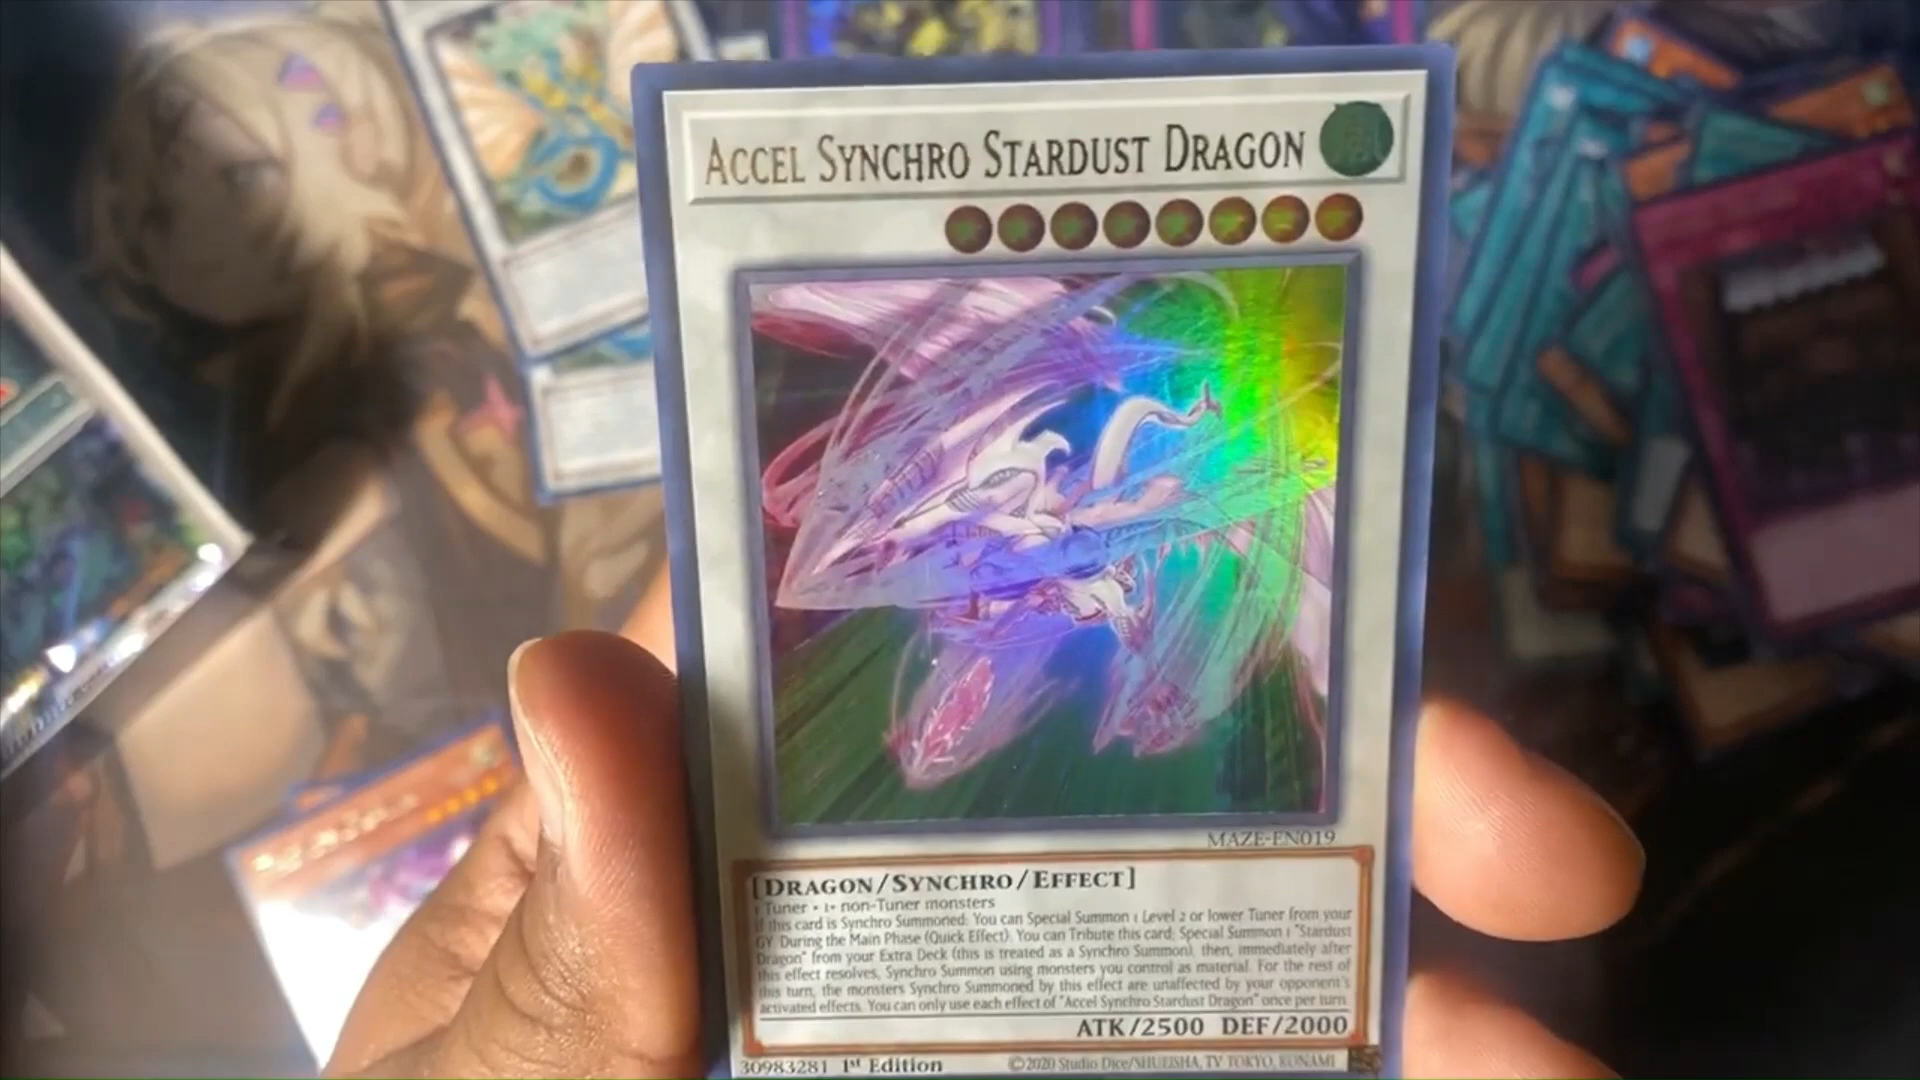 ACCEL SYNCHRO STARDUST DRAGON
風
MAZE-EN019
[DRAGON/SYNCHRO/EFFECT]
1 Tuner + 1+ non-Tuner monsters
If this card is Synchro Summoned: You can Special Summon 1 Level 2 or lower Tuner from your
GY. During the Main Phase (Quick Effect): You can Tribute this card; Special Summon 1 "Stardust
Dragon" from your Extra Deck (this is treated as a Synchro Summon), then, immediately after
this effect resolves, Synchro Summon using monsters you control as material. For the rest of
this turn, the monsters Synchro Summoned by this effect are unaffected by your opponent's
activated effects. You can only use each effect of "Accel Synchro Stardust Dragon" once per turn.
ATK/2500 DEF/2000
30983281 1st Edition
©2020 Studio Dice/SHUEISHA, TV TOKYO, KONAMI